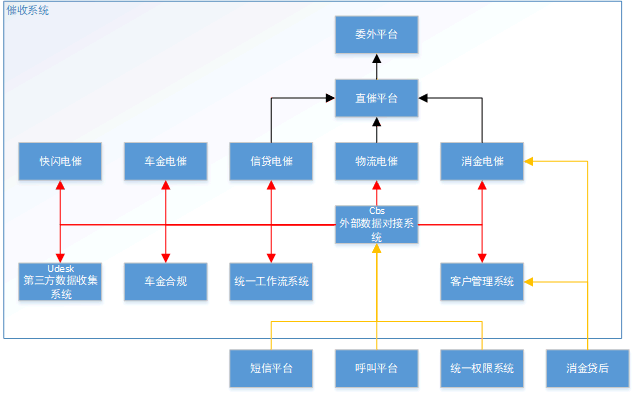 催收系统
委外平台
直催平台
快闪电催
车金电催
信贷电催
物流电催
消金电催
Cbs
外部数据对接系
统
Udesk
第三方数据收集
系统
车金合规
统一工作流系统
客户管理系统
短信平台
呼叫平台
统一权限系统
消金贷后